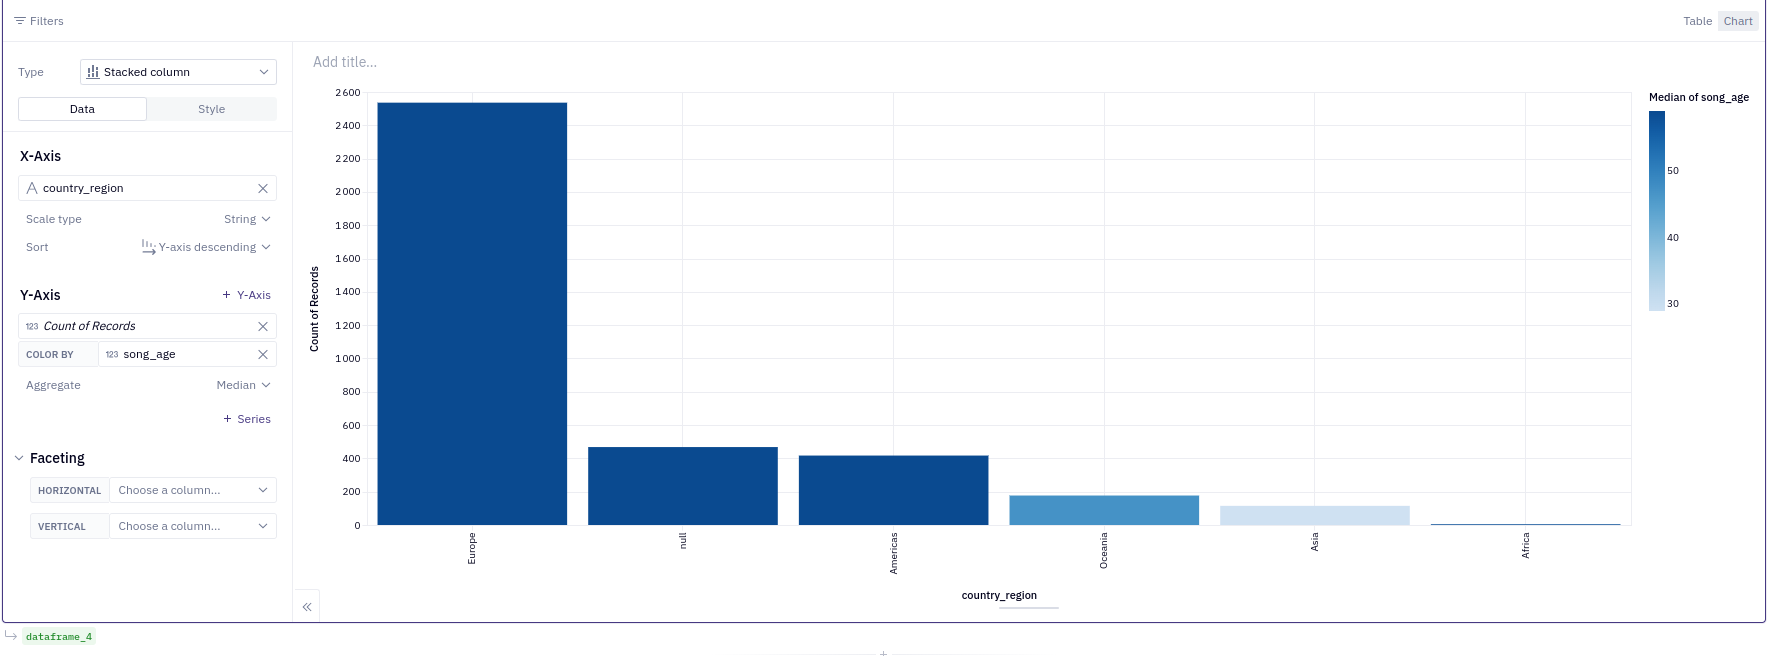 Filters
Table Chart
Type Stacked column
Data Style
X-Axis
country_region
Scale type String
Sort Y-axis descending
Y-Axis + Y-Axis
123 Count of Records
COLOR BY 123 song_age
Aggregate Median
+ Series
Faceting
HORIZONTAL Choose a column...
VERTICAL Choose a column...
Add title...
Count of Records
2600
2400
2200
2000
1800
1600
1400
1200
1000
800
600
400
200
0
Europe
null
Americas
Oceania
Asia
Africa
country_region
Median of song_age
50
40
30
dataframe_4